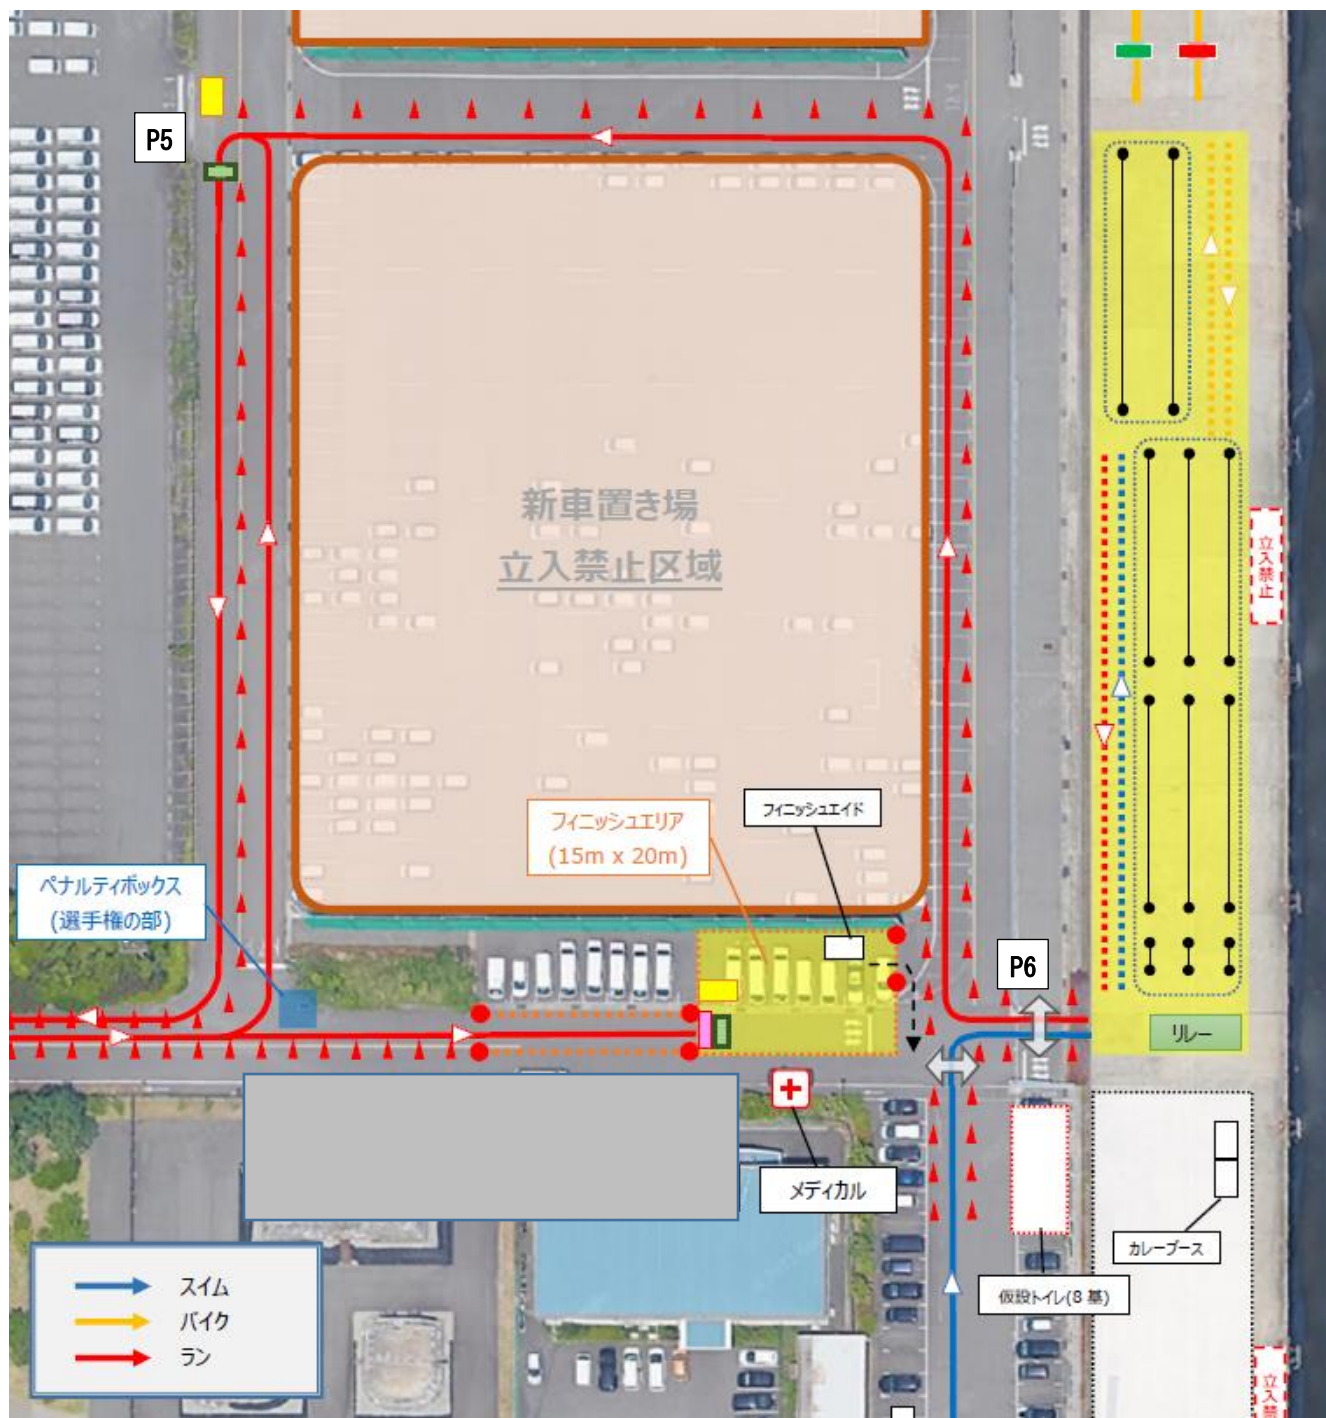 P5
新車置き場
立入禁止区域
立入禁止
フィニッシュエイド
フィニッシュエリア
(15m x 20m)
ペナルティボックス
(選手権の部)
P6
リレー
メディカル
カレーブース
仮設トイレ(8 基)
スイム
バイク
ラン
立入禁